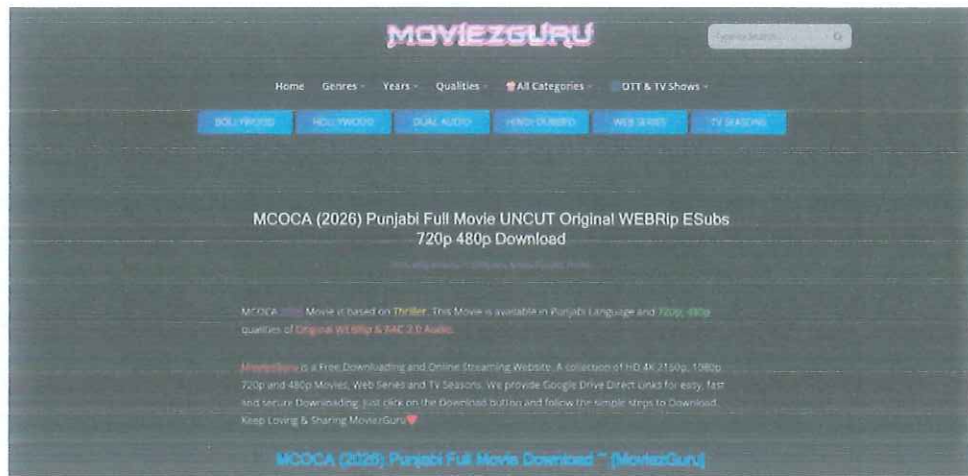 MOVIEZGURU
Type to Search
Home Genres Years Qualities All Categories OTT & TV Shows
BOLLYWOOD HOLLYWOOD DUAL AUDIO HINDI DUBBED WEB SERIES TV SEASONS
MCOCA (2026) Punjabi Full Movie UNCUT Original WEBRip ESubs
720p 480p Download
MCOCA 2026 Movie is based on Thriller. This Movie is available in Punjabi Language and 720p, 480p
qualities of Original WEBRip & AAC 2.0 Audio.
MoviezGuru is a Free Downloading and Online Streaming Website. A collection of HD 4K 2160p, 1080p,
720p and 480p Movies, Web Series and TV Seasons. We provide Google Drive Direct Links for easy, fast
and secure Downloading. Just click on the Download button and follow the simple steps to Download.
Keep Loving & Sharing MoviezGuru
MCOCA (2026) Punjabi Full Movie Download ~ [MoviezGuru]